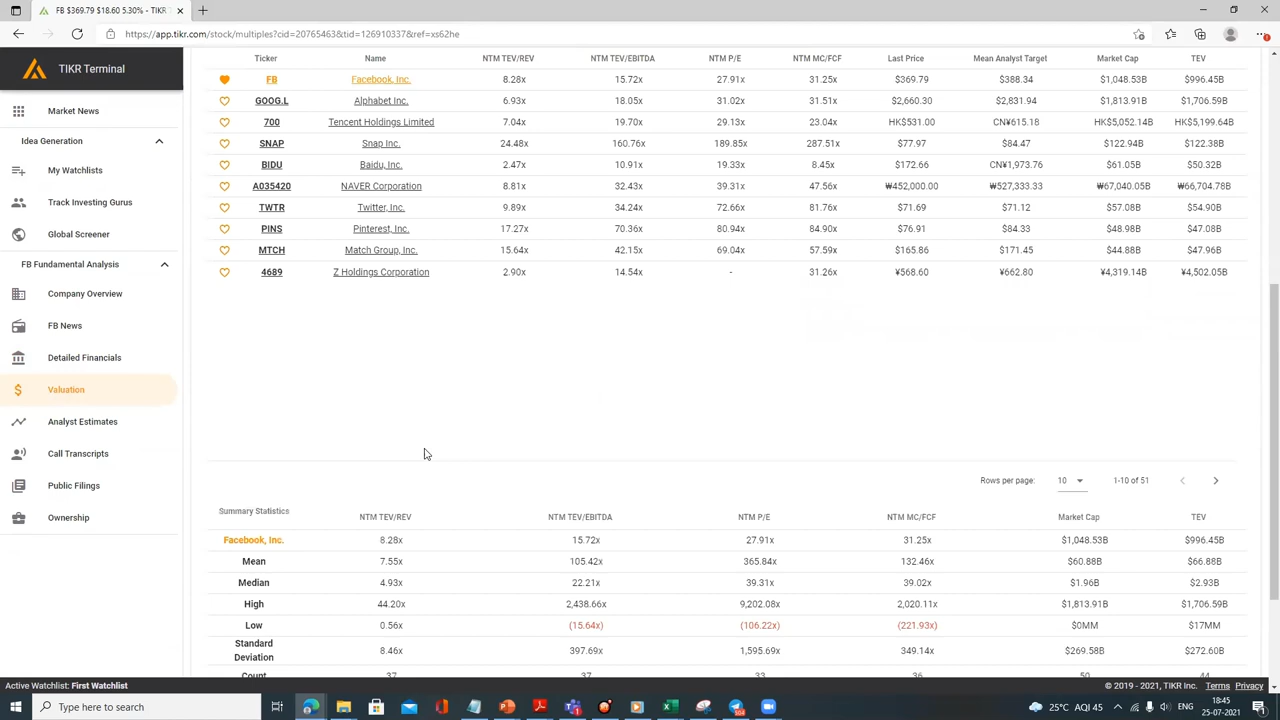 FB $369.79 $18.60 5.30% - TIKR T
https://app.tikr.com/stock/multiples?cid=20765463&tid=126910337&ref=xs62he
TIKR Terminal
Market News
Idea Generation
My Watchlists
Track Investing Gurus
Global Screener
FB Fundamental Analysis
Company Overview
FB News
Detailed Financials
Valuation
Analyst Estimates
Call Transcripts
Public Filings
Ownership
Ticker Name NTM TEV/REV NTM TEV/EBITDA NTM P/E NTM MC/FCF Last Price Mean Analyst Target Market Cap TEV
FB Facebook, Inc. 8.28x 15.72x 27.91x 31.25x $369.79 $388.34 $1,048.53B $996.45B
GOOG.L Alphabet Inc. 6.93x 18.05x 31.02x 31.51x $2,660.30 $2,831.94 $1,813.91B $1,706.59B
700 Tencent Holdings Limited 7.04x 19.70x 29.13x 23.04x HK$531.00 CN¥615.18 HK$5,052.14B HK$5,199.64B
SNAP Snap Inc. 24.48x 160.76x 189.85x 287.51x $77.97 $84.47 $122.94B $122.38B
BIDU Baidu, Inc. 2.47x 10.91x 19.33x 8.45x $172.66 CN¥1,973.76 $61.05B $50.32B
A035420 NAVER Corporation 8.81x 32.43x 39.31x 47.56x ₩452,000.00 ₩527,333.33 ₩67,040.05B ₩66,704.78B
TWTR Twitter, Inc. 9.89x 34.24x 72.66x 81.76x $71.69 $71.12 $57.08B $54.90B
PINS Pinterest, Inc. 17.27x 70.36x 80.94x 84.90x $76.91 $84.33 $48.98B $47.08B
MTCH Match Group, Inc. 15.64x 42.15x 69.04x 57.59x $165.86 $171.45 $44.88B $47.96B
4689 Z Holdings Corporation 2.90x 14.54x - 31.26x ¥568.60 ¥662.80 ¥4,319.14B ¥4,502.05B
Rows per page: 10 1-10 of 51
Summary Statistics NTM TEV/REV NTM TEV/EBITDA NTM P/E NTM MC/FCF Market Cap TEV
Facebook, Inc. 8.28x 15.72x 27.91x 31.25x $1,048.53B $996.45B
Mean 7.55x 105.42x 365.84x 132.46x $60.88B $66.88B
Median 4.93x 22.21x 39.31x 39.02x $1.96B $2.93B
High 44.20x 2,438.66x 9,202.08x 2,020.11x $1,813.91B $1,706.59B
Low 0.56x (15.64x) (106.22x) (221.93x) $0MM $17MM
Standard Deviation 8.46x 397.69x 1,595.69x 349.14x $269.58B $272.60B
Count 37 37 33 36 50 44
Active Watchlist: First Watchlist
© 2019 - 2021, TIKR Inc. Terms Privacy
Type here to search
25°C AQI 45
18:45
25-07-2021